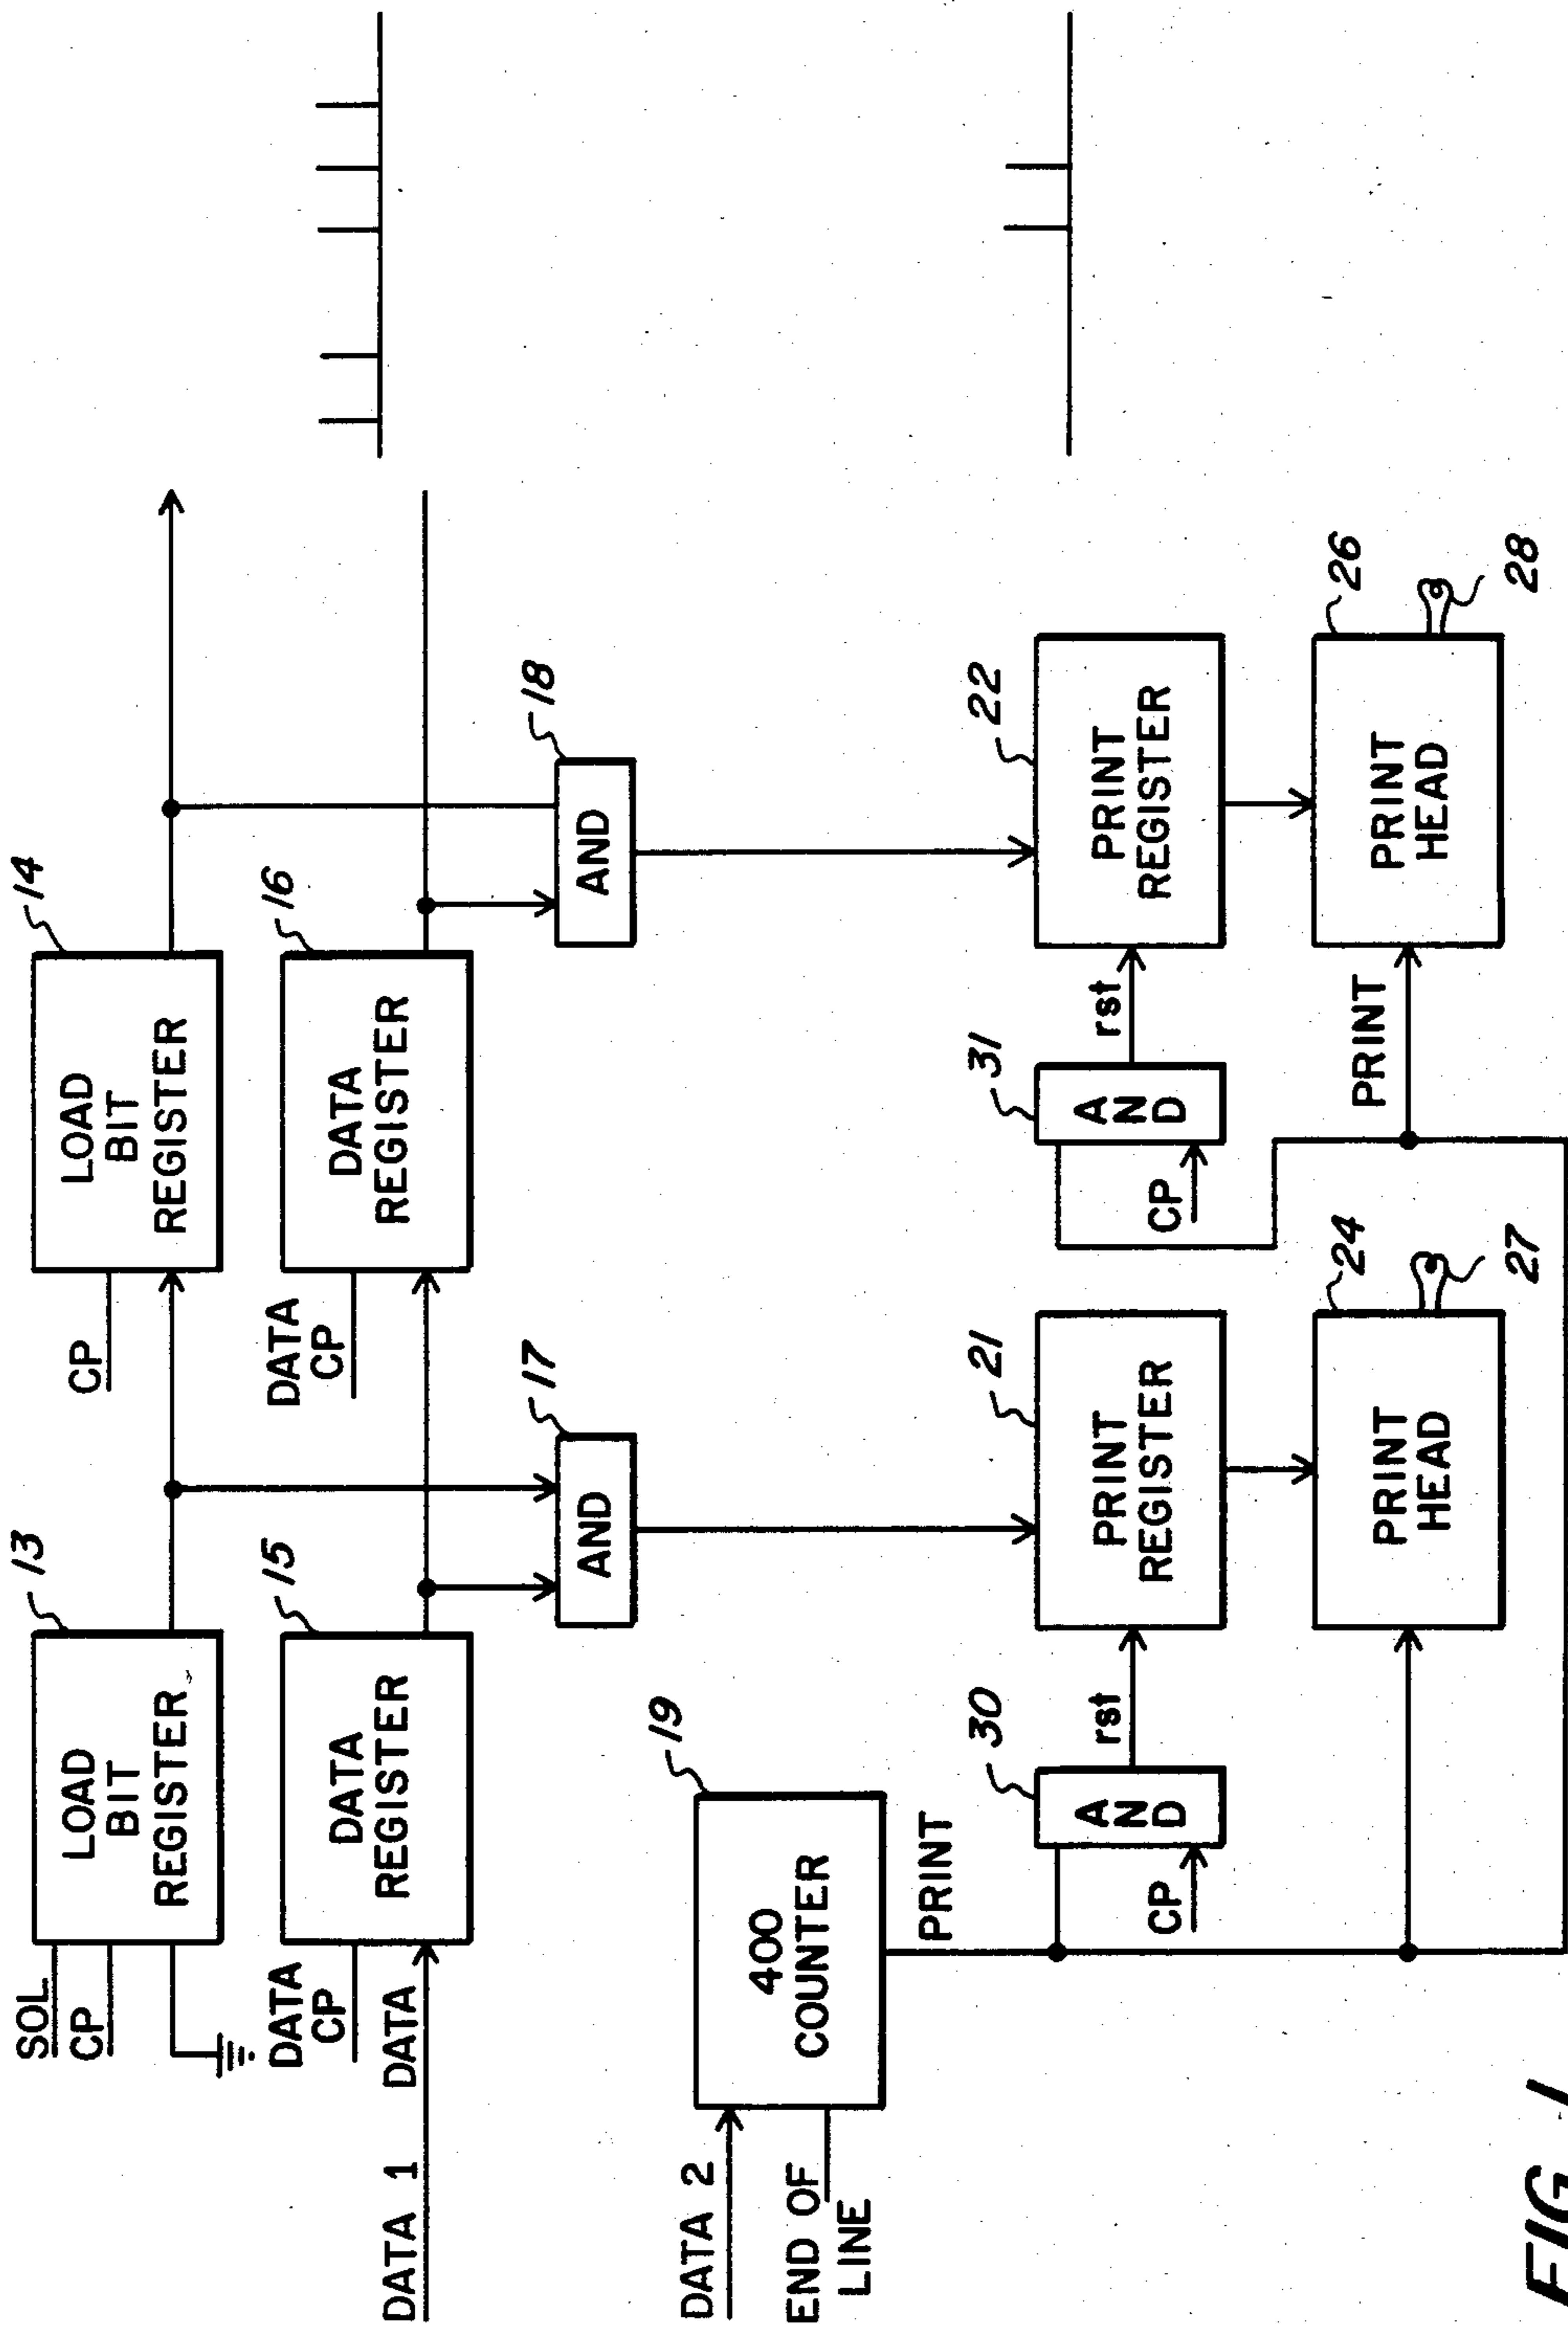 SOL
CP
LOAD
BIT
REGISTER
13
CP
LOAD
BIT
REGISTER
14
DATA
CP
DATA 1
DATA
DATA
REGISTER
15
DATA
CP
DATA
REGISTER
16
AND
17
AND
18
DATA 2
END OF
LINE
400
COUNTER
19
PRINT
CP
AND
30
rst
PRINT
REGISTER
21
CP
AND
31
rst
PRINT
REGISTER
22
PRINT
HEAD
24
27
PRINT
PRINT
HEAD
26
28
FIG. 1